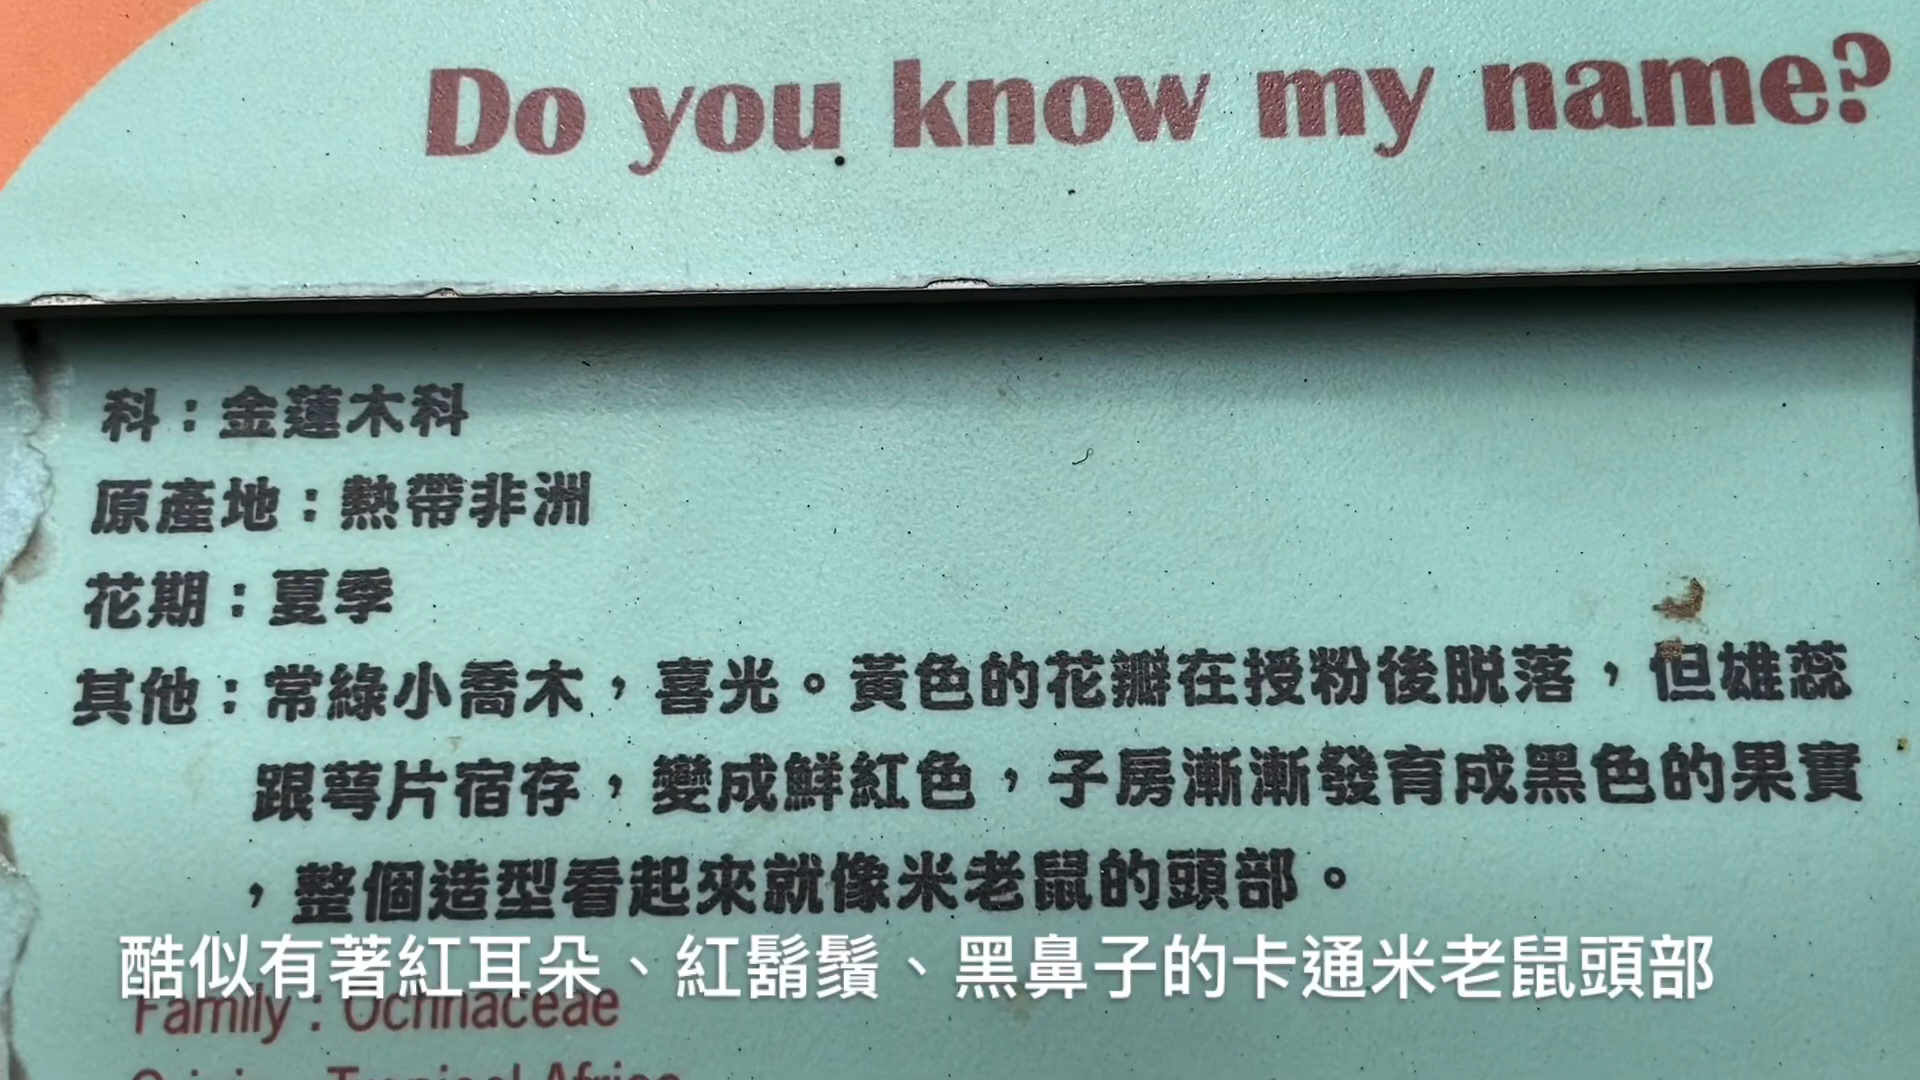 Do you know my name?
科：金蓮木科
原產地：熱帶非洲
花期：夏季
其他：常綠小喬木，喜光。黃色的花瓣在授粉後脫落，但雄蕊
跟萼片宿存，變成鮮紅色，子房漸漸發育成黑色的果實
，整個造型看起來就像米老鼠的頭部。
酷似有著紅耳朵、紅鬍鬚、黑鼻子的卡通米老鼠頭部
Family : Ochnaceae
Origin : Tropical Africa